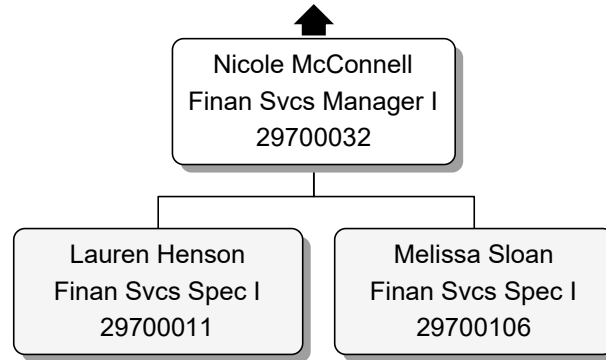 Nicole McConnell
Finan Svcs Manager I
29700032
Lauren Henson
Finan Svcs Spec I
29700011
Melissa Sloan
Finan Svcs Spec I
29700106